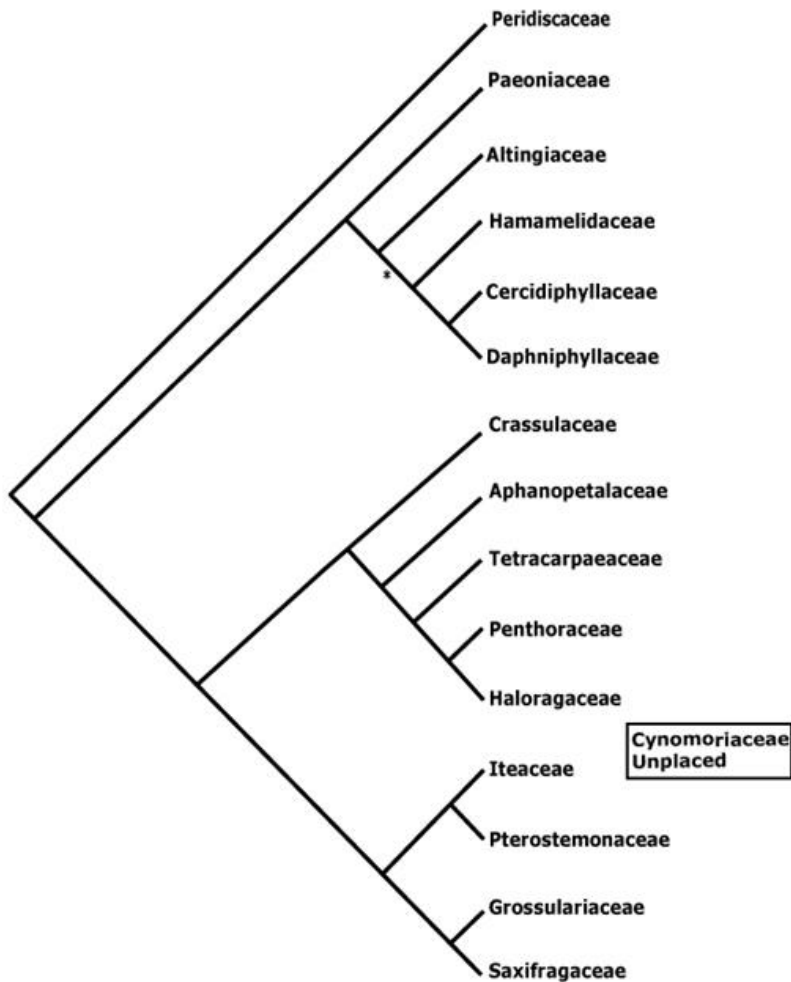 Peridiscaceae
Paeoniaceae
Altingiaceae
Hamamelidaceae
*
Cercidiphyllaceae
Daphniphyllaceae
Crassulaceae
Aphanopetalaceae
Tetracarpaeaceae
Penthoraceae
Haloragaceae
Cynomoriaceae
Unplaced
Iteaceae
Pterostemonaceae
Grossulariaceae
Saxifragaceae